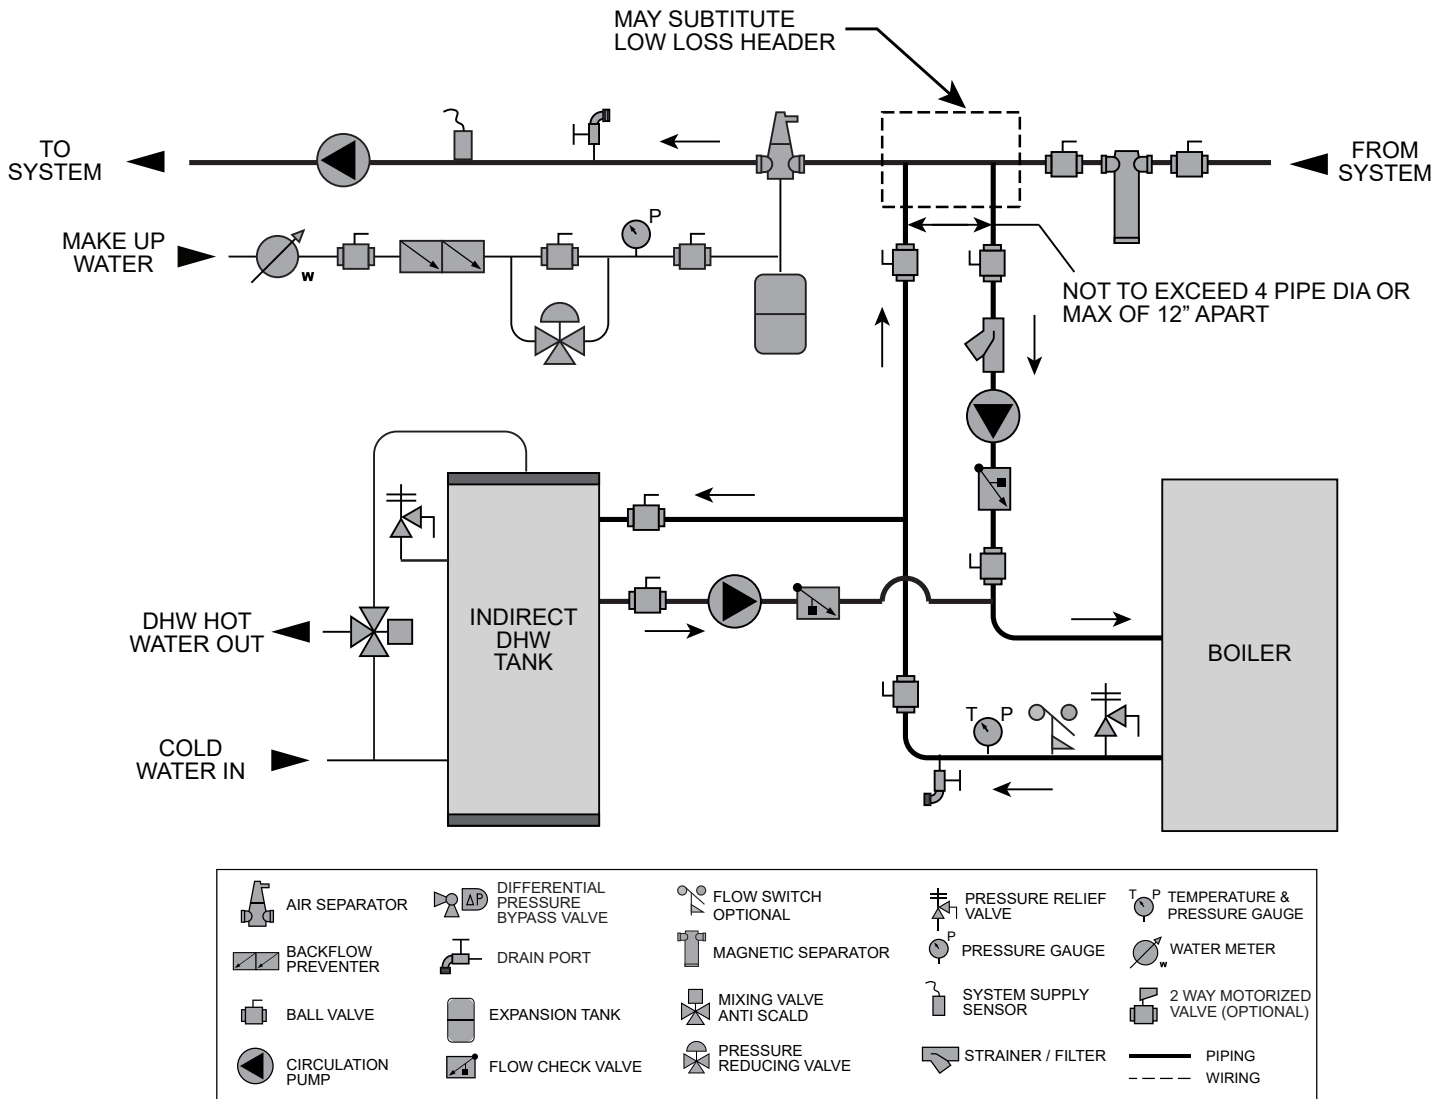 MAY SUBTITUTE
LOW LOSS HEADER
TO
SYSTEM
FROM
SYSTEM
MAKE UP
WATER
W
P
NOT TO EXCEED 4 PIPE DIA OR
MAX OF 12” APART
DHW HOT
WATER OUT
INDIRECT
DHW
TANK
BOILER
COLD
WATER IN
T P
AIR SEPARATOR
BACKFLOW
PREVENTER
BALL VALVE
CIRCULATION
PUMP
ΔP
DIFFERENTIAL
PRESSURE
BYPASS VALVE
DRAIN PORT
EXPANSION TANK
FLOW CHECK VALVE
FLOW SWITCH
OPTIONAL
MAGNETIC SEPARATOR
MIXING VALVE
ANTI SCALD
PRESSURE
REDUCING VALVE
PRESSURE RELIEF
VALVE
P
PRESSURE GAUGE
SYSTEM SUPPLY
SENSOR
STRAINER / FILTER
T P
TEMPERATURE &
PRESSURE GAUGE
W
WATER METER
2 WAY MOTORIZED
VALVE (OPTIONAL)
PIPING
WIRING